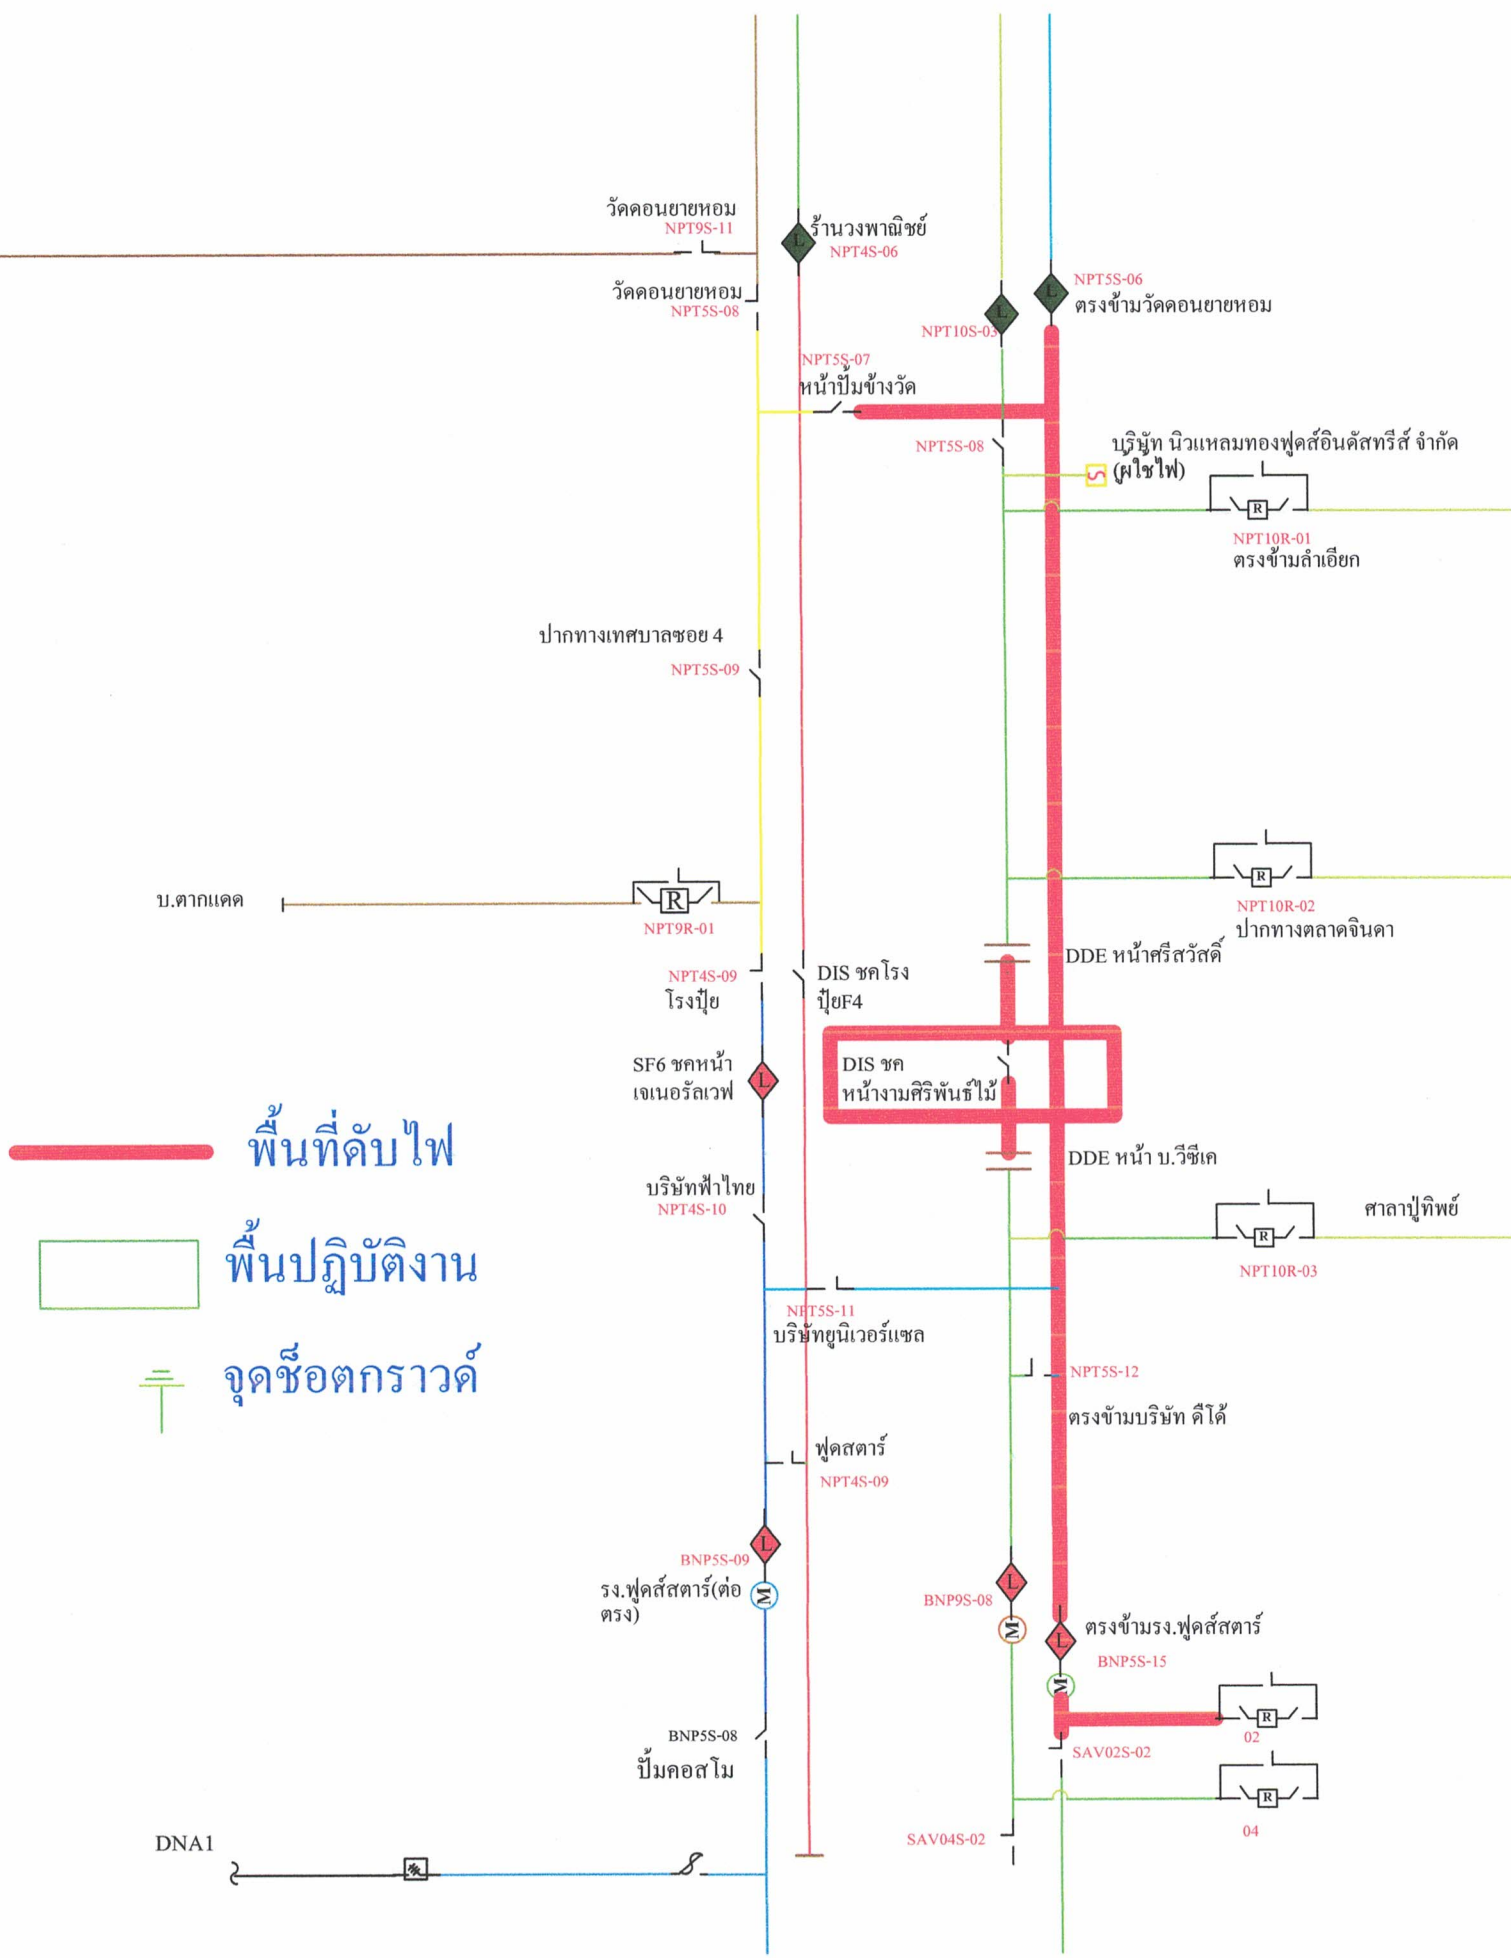 วัดดอนยายหอม
NPT9S-11
L
ร้านวงพาณิชย์
NPT4S-06
วัดดอนยายหอม
NPT5S-08
L
NPT10S-03
L
NPT5S-06
ตรงข้ามวัดดอนยายหอม
NPT5S-07
หน้าปั้มข้างวัด
NPT5S-08
บริษัท นิวแหลมทองฟูดส์อินดัสทรีส์ จำกัด
S (ผู้ใช้ไฟ)
R
NPT10R-01
ตรงข้ามลำเอียก
ปากทางเทศบาลซอย 4
NPT5S-09
บ.ตากแดด
R
NPT9R-01
R
NPT10R-02
ปากทางตลาดจินดา
DDE หน้าศรีสวัสดิ์
NPT4S-09
โรงปุ๋ย
DIS ชคโรง
ปุ๋ยF4
SF6 ชคหน้า
เจเนอรัลเวฟ
L
DIS ชค
หน้างามศิริพันธ์ไม้
พื้นที่ดับไฟ
DDE หน้า บ.วีซีเค
บริษัทฟ้าไทย
NPT4S-10
ศาลาปู่ทิพย์
R
NPT10R-03
พื้นปฏิบัติงาน
NPT5S-11
บริษัทยูนิเวอร์แซล
จุดช็อตกราวด์
NPT5S-12
ตรงข้ามบริษัท ดีโด้
ฟูดสตาร์
NPT4S-09
L
BNP5S-09
รง.ฟูดส์สตาร์(ต่อ
ตรง)
M
L
BNP9S-08
M
L
ตรงข้ามรง.ฟูดส์สตาร์
BNP5S-15
M
R
02
BNP5S-08
ปั้มคอสโม
SAV02S-02
R
04
SAV04S-02
DNA1